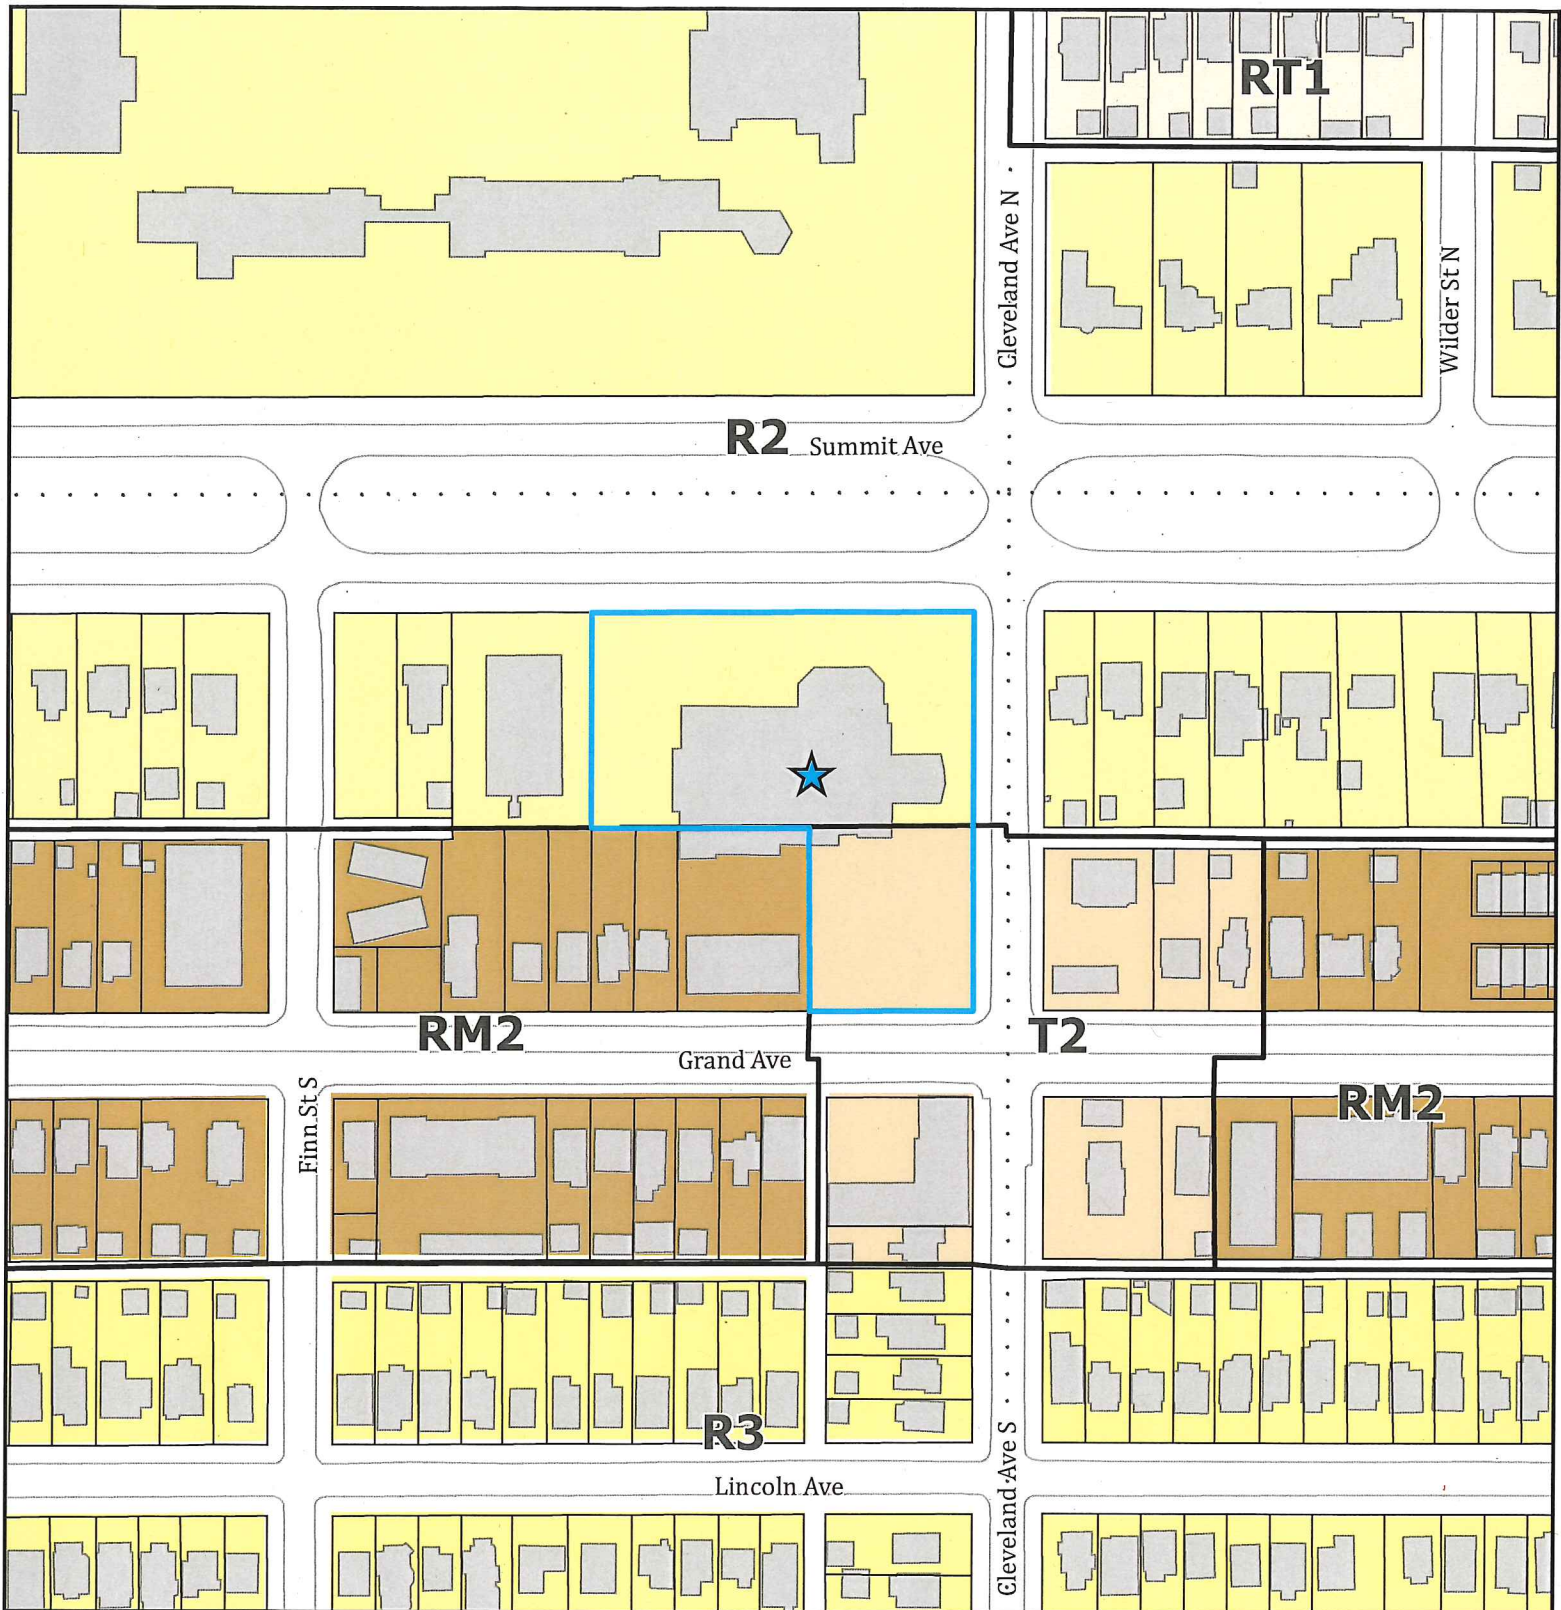 RT1
Cleveland Ave N
Wilder St N
R2
Summit Ave
RM2
T2
Grand Ave
Finn St S
RM2
R3
Cleveland Ave S
Lincoln Ave